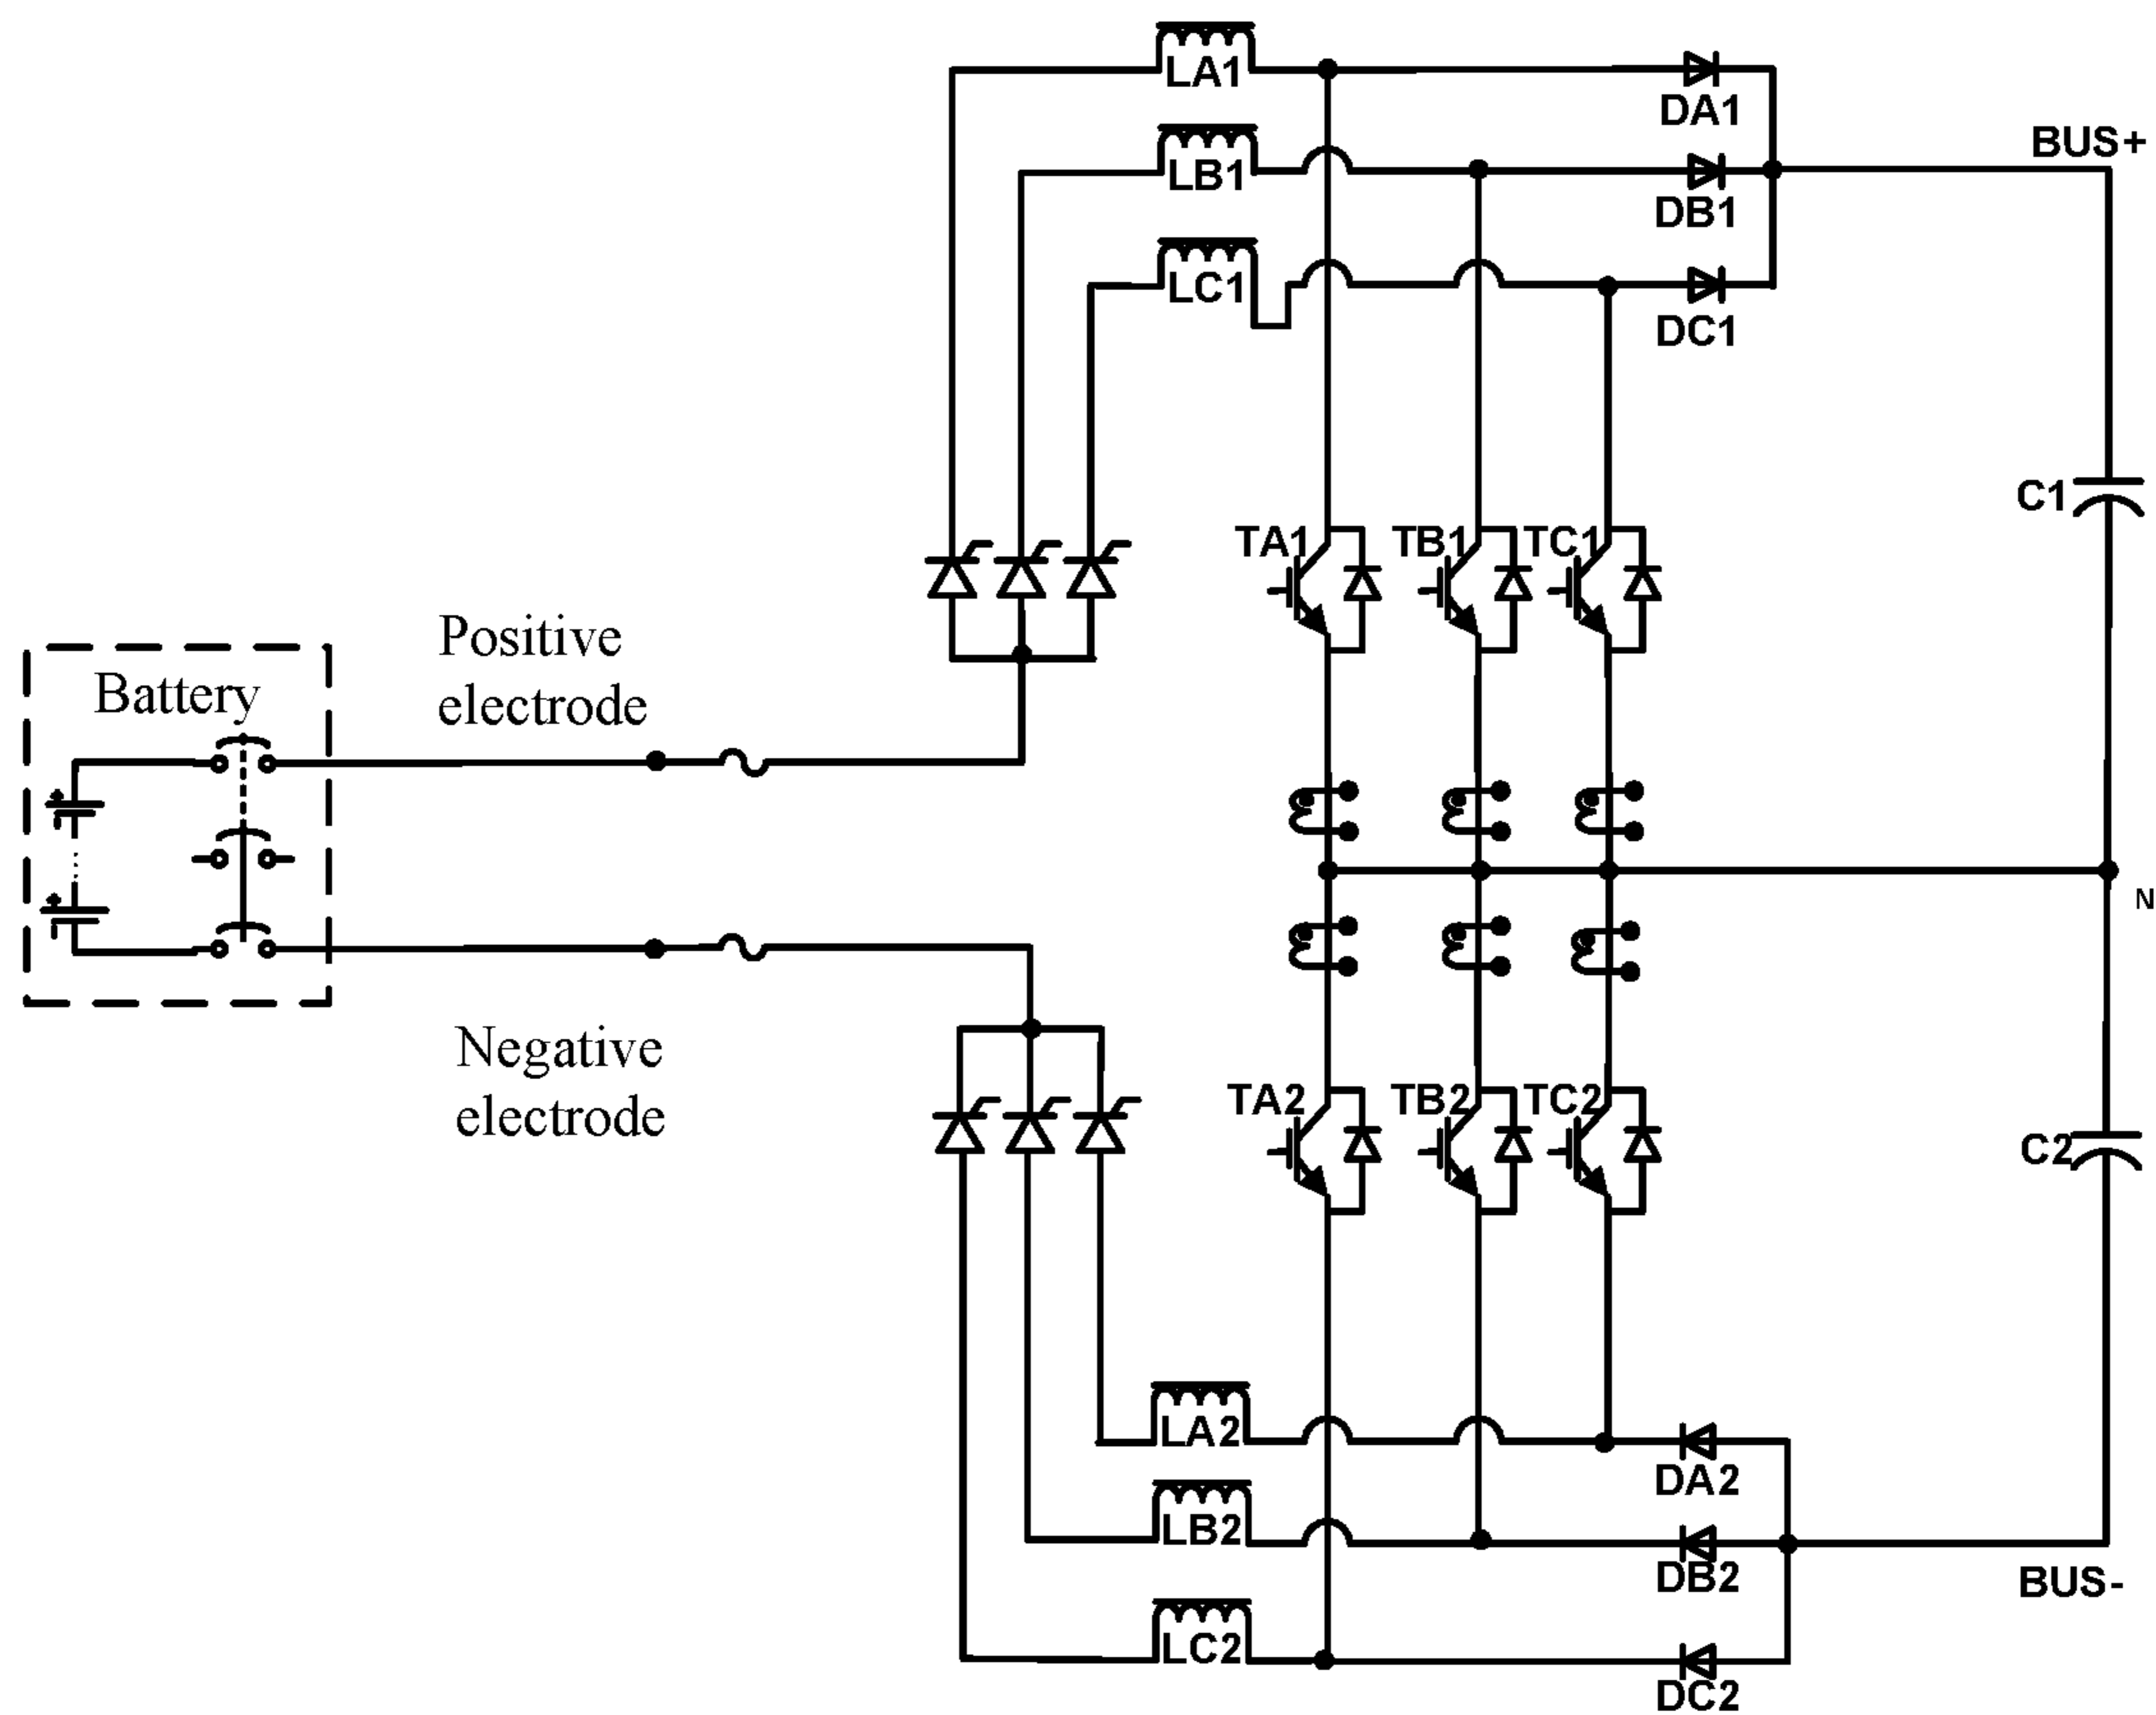 LA1
DA1
BUS+
LB1
DB1
LC1
DC1
C1
TA1
TB1
TC1
Positive
electrode
Battery
N
Negative
electrode
TA2
TB2
TC2
C2
LA2
DA2
LB2
DB2
BUS-
LC2
DC2